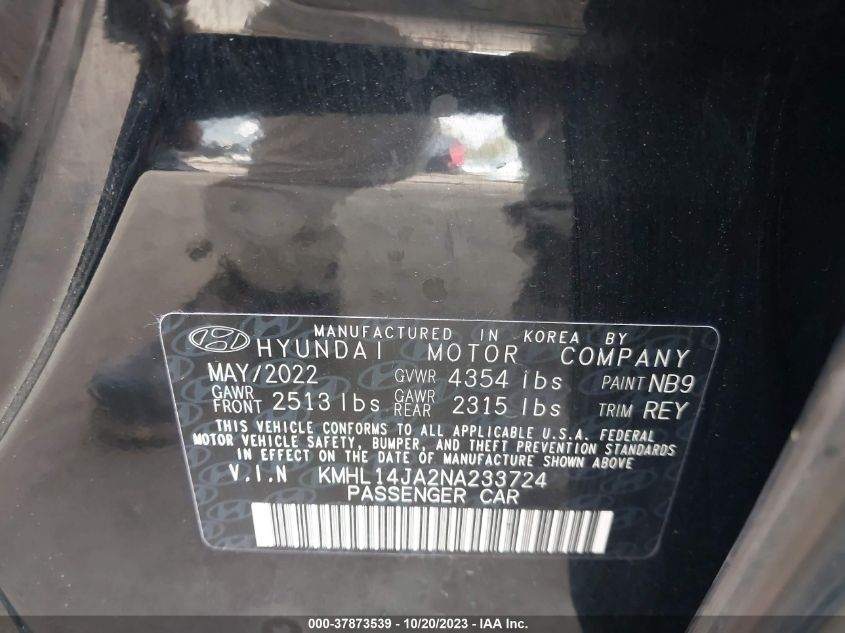 MANUFACTURED IN KOREA BY
HYUNDAI MOTOR COMPANY
MAY/2022 GVWR 4354 lbs PAINT NB9
GAWR FRONT 2513 lbs GAWR REAR 2315 lbs TRIM REY
THIS VEHICLE CONFORMS TO ALL APPLICABLE U.S.A. FEDERAL
MOTOR VEHICLE SAFETY, BUMPER, AND THEFT PREVENTION STANDARDS
IN EFFECT ON THE DATE OF MANUFACTURE SHOWN ABOVE
V.I.N KMHL14JA2NA233724
PASSENGER CAR
000-37873539 - 10/20/2023 - IAA Inc.